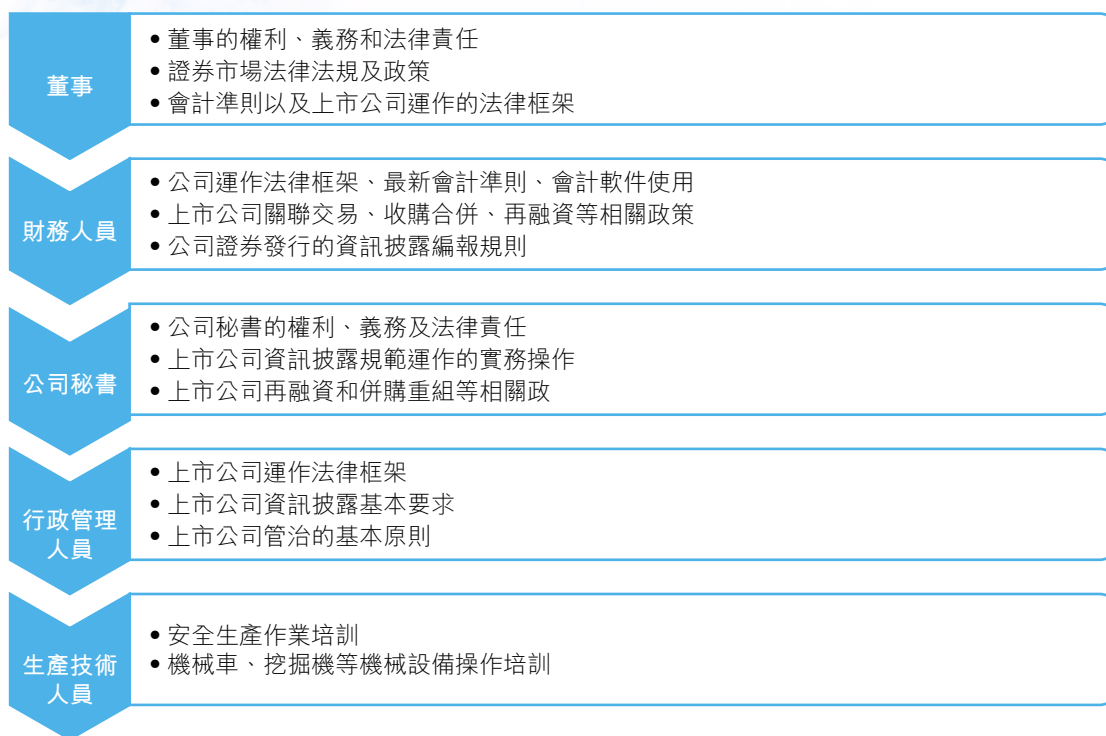 董事
• 董事的權利、義務和法律責任
• 證券市場法律法規及政策
• 會計準則以及上市公司運作的法律框架
財務人員
• 公司運作法律框架、最新會計準則、會計軟件使用
• 上市公司關聯交易、收購合併、再融資等相關政策
• 公司證券發行的資訊披露編報規則
公司秘書
• 公司秘書的權利、義務及法律責任
• 上市公司資訊披露規範運作的實務操作
• 上市公司再融資和併購重組等相關政
行政管理
人員
• 上市公司運作法律框架
• 上市公司資訊披露基本要求
• 上市公司管治的基本原則
生產技術
人員
• 安全生產作業培訓
• 機械車、挖掘機等機械設備操作培訓